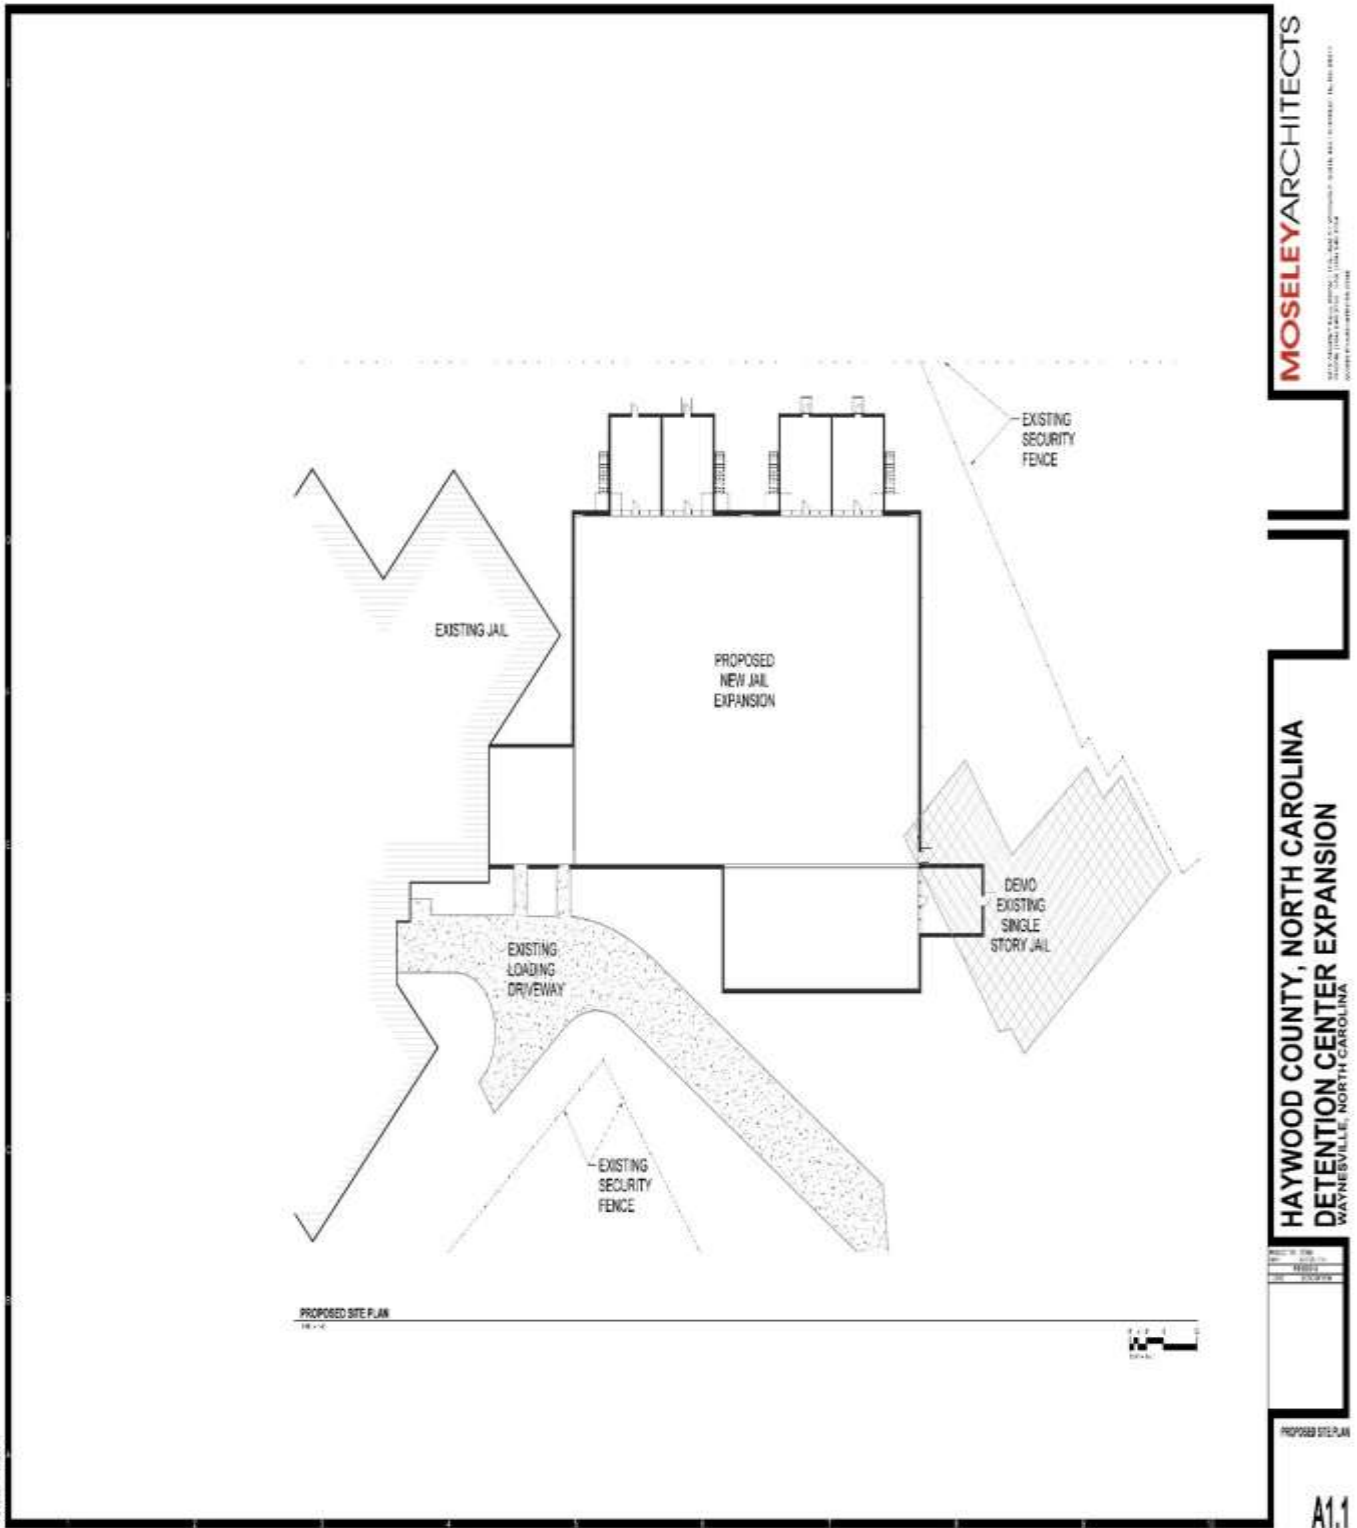 MOSELEYARCHITECTS
EXISTING
SECURITY
FENCE
EXISTING JAIL
PROPOSED
NEW JAIL
EXPANSION
DEMO
EXISTING
SINGLE
STORY JAIL
EXISTING
LOADING
DRIVEWAY
EXISTING
SECURITY
FENCE
PROPOSED SITE PLAN
HAYWOOD COUNTY, NORTH CAROLINA
DETENTION CENTER EXPANSION
WAYNESVILLE, NORTH CAROLINA
PROPOSED SITE PLAN
A1.1